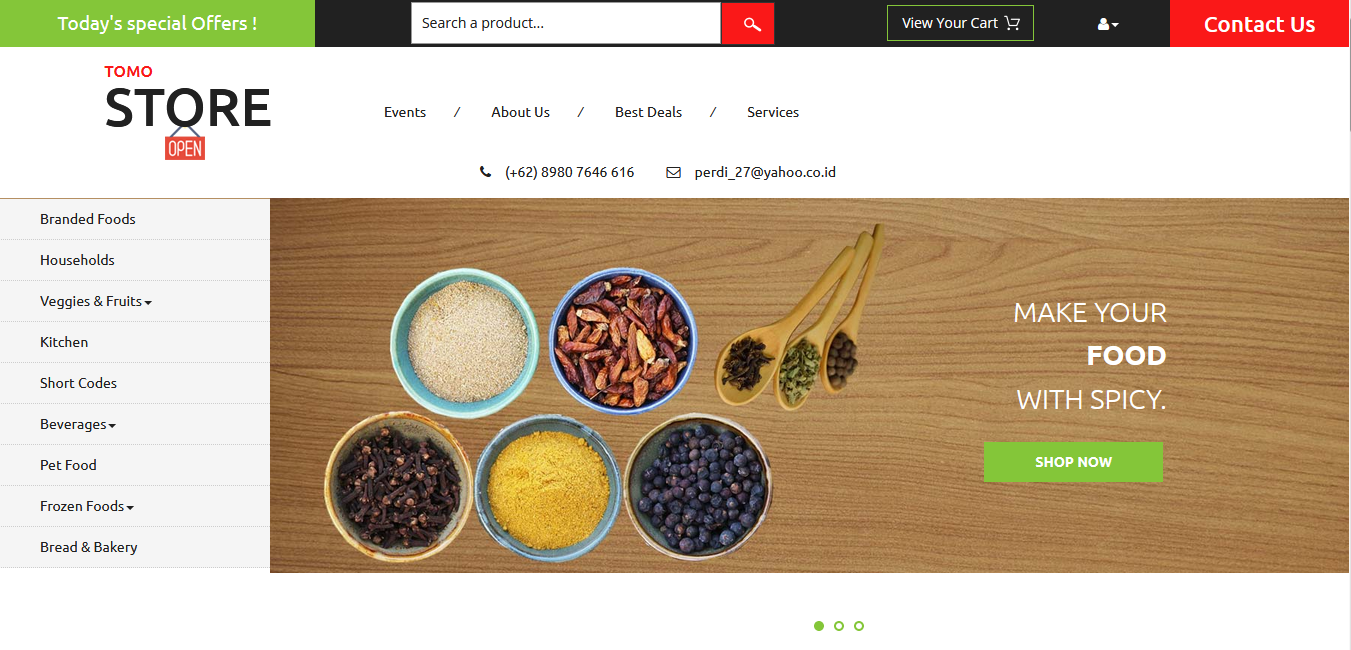 Today's special Offers !
Search a product...
View Your Cart
Contact Us
TOMO
STORE
OPEN
Events / About Us / Best Deals / Services
(+62) 8980 7646 616 perdi_27@yahoo.co.id
Branded Foods
Households
Veggies & Fruits
Kitchen
Short Codes
Beverages
Pet Food
Frozen Foods
Bread & Bakery
MAKE YOUR
FOOD
WITH SPICY.
SHOP NOW